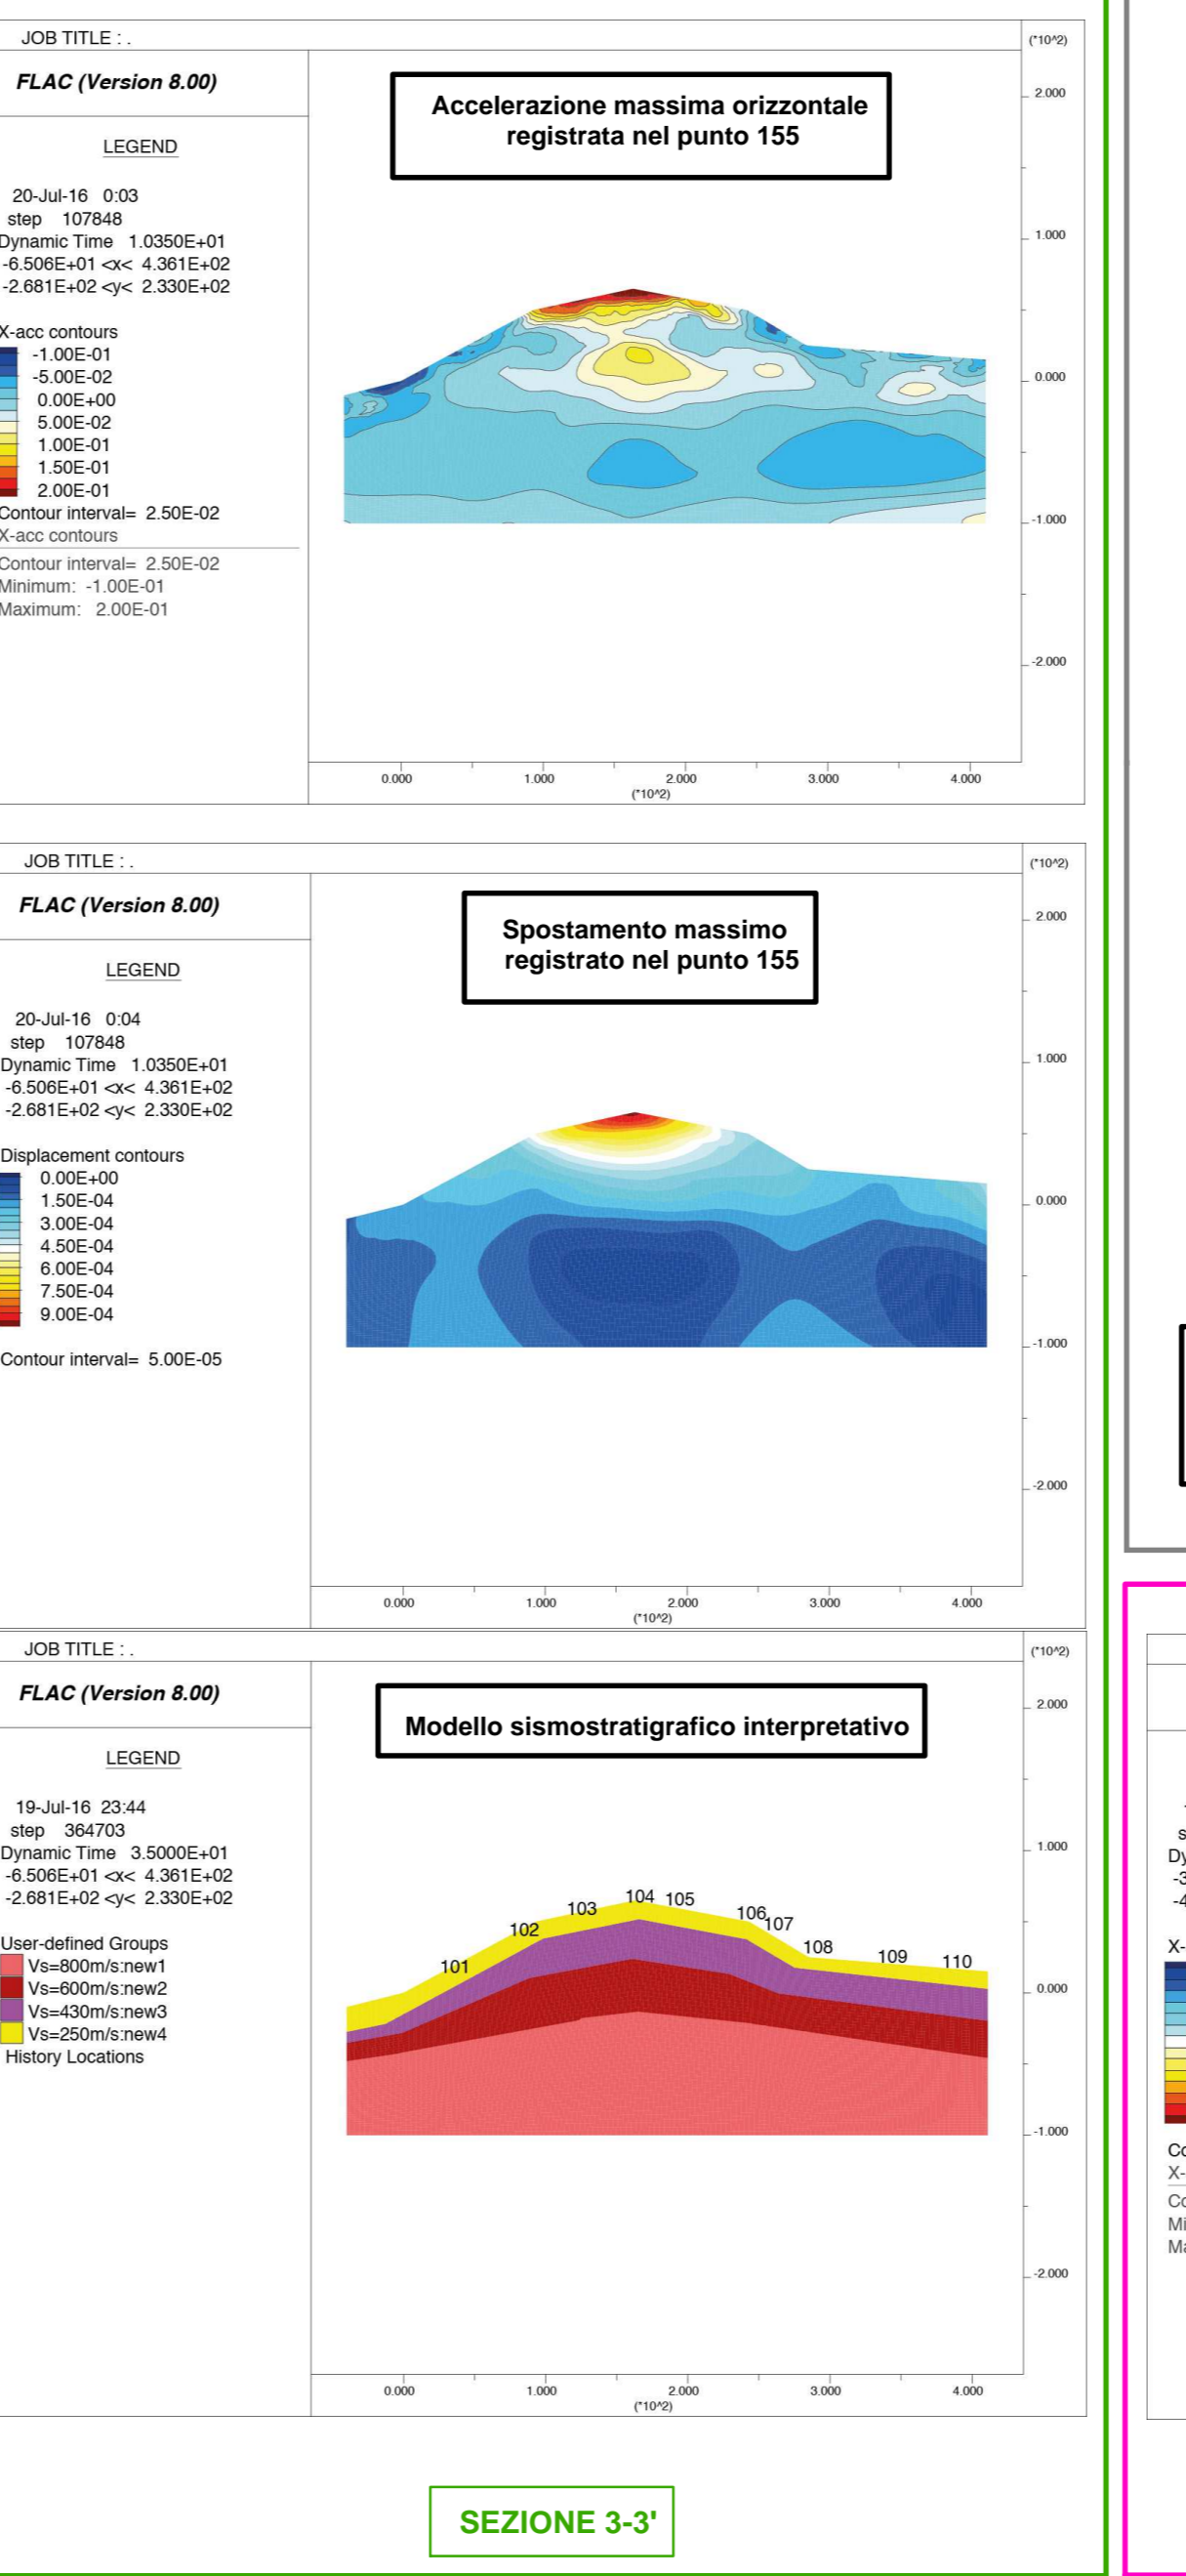 JOB TITLE : .
FLAC (Version 8.00)
LEGEND
20-Jul-16 0:03
step 107848
Dynamic Time 1.0350E+01
-6.506E+01 <x< 4.361E+02
-2.681E+02 <y< 2.330E+02
X-acc contours
-1.00E-01
-5.00E-02
0.00E+00
5.00E-02
1.00E-01
1.50E-01
2.00E-01
Contour interval= 2.50E-02
X-acc contours
Contour interval= 2.50E-02
Minimum: -1.00E-01
Maximum: 2.00E-01
Accelerazione massima orizzontale
registrata nel punto 155
(*10^2)
2.000
1.000
0.000
-1.000
-2.000
0.000 1.000 2.000 3.000 4.000
(*10^2)
JOB TITLE : .
FLAC (Version 8.00)
LEGEND
20-Jul-16 0:04
step 107848
Dynamic Time 1.0350E+01
-6.506E+01 <x< 4.361E+02
-2.681E+02 <y< 2.330E+02
Displacement contours
0.00E+00
1.50E-04
3.00E-04
4.50E-04
6.00E-04
7.50E-04
9.00E-04
Contour interval= 5.00E-05
Spostamento massimo
registrato nel punto 155
(*10^2)
2.000
1.000
0.000
-1.000
-2.000
0.000 1.000 2.000 3.000 4.000
(*10^2)
JOB TITLE : .
FLAC (Version 8.00)
LEGEND
19-Jul-16 23:44
step 364703
Dynamic Time 3.5000E+01
-6.506E+01 <x< 4.361E+02
-2.681E+02 <y< 2.330E+02
User-defined Groups
Vs=800m/s:new1
Vs=600m/s:new2
Vs=430m/s:new3
Vs=250m/s:new4
History Locations
Modello sismostratigrafico interpretativo
101
102
103
104
105
106
107
108
109
110
(*10^2)
2.000
1.000
0.000
-1.000
-2.000
0.000 1.000 2.000 3.000 4.000
(*10^2)
SEZIONE 3-3'